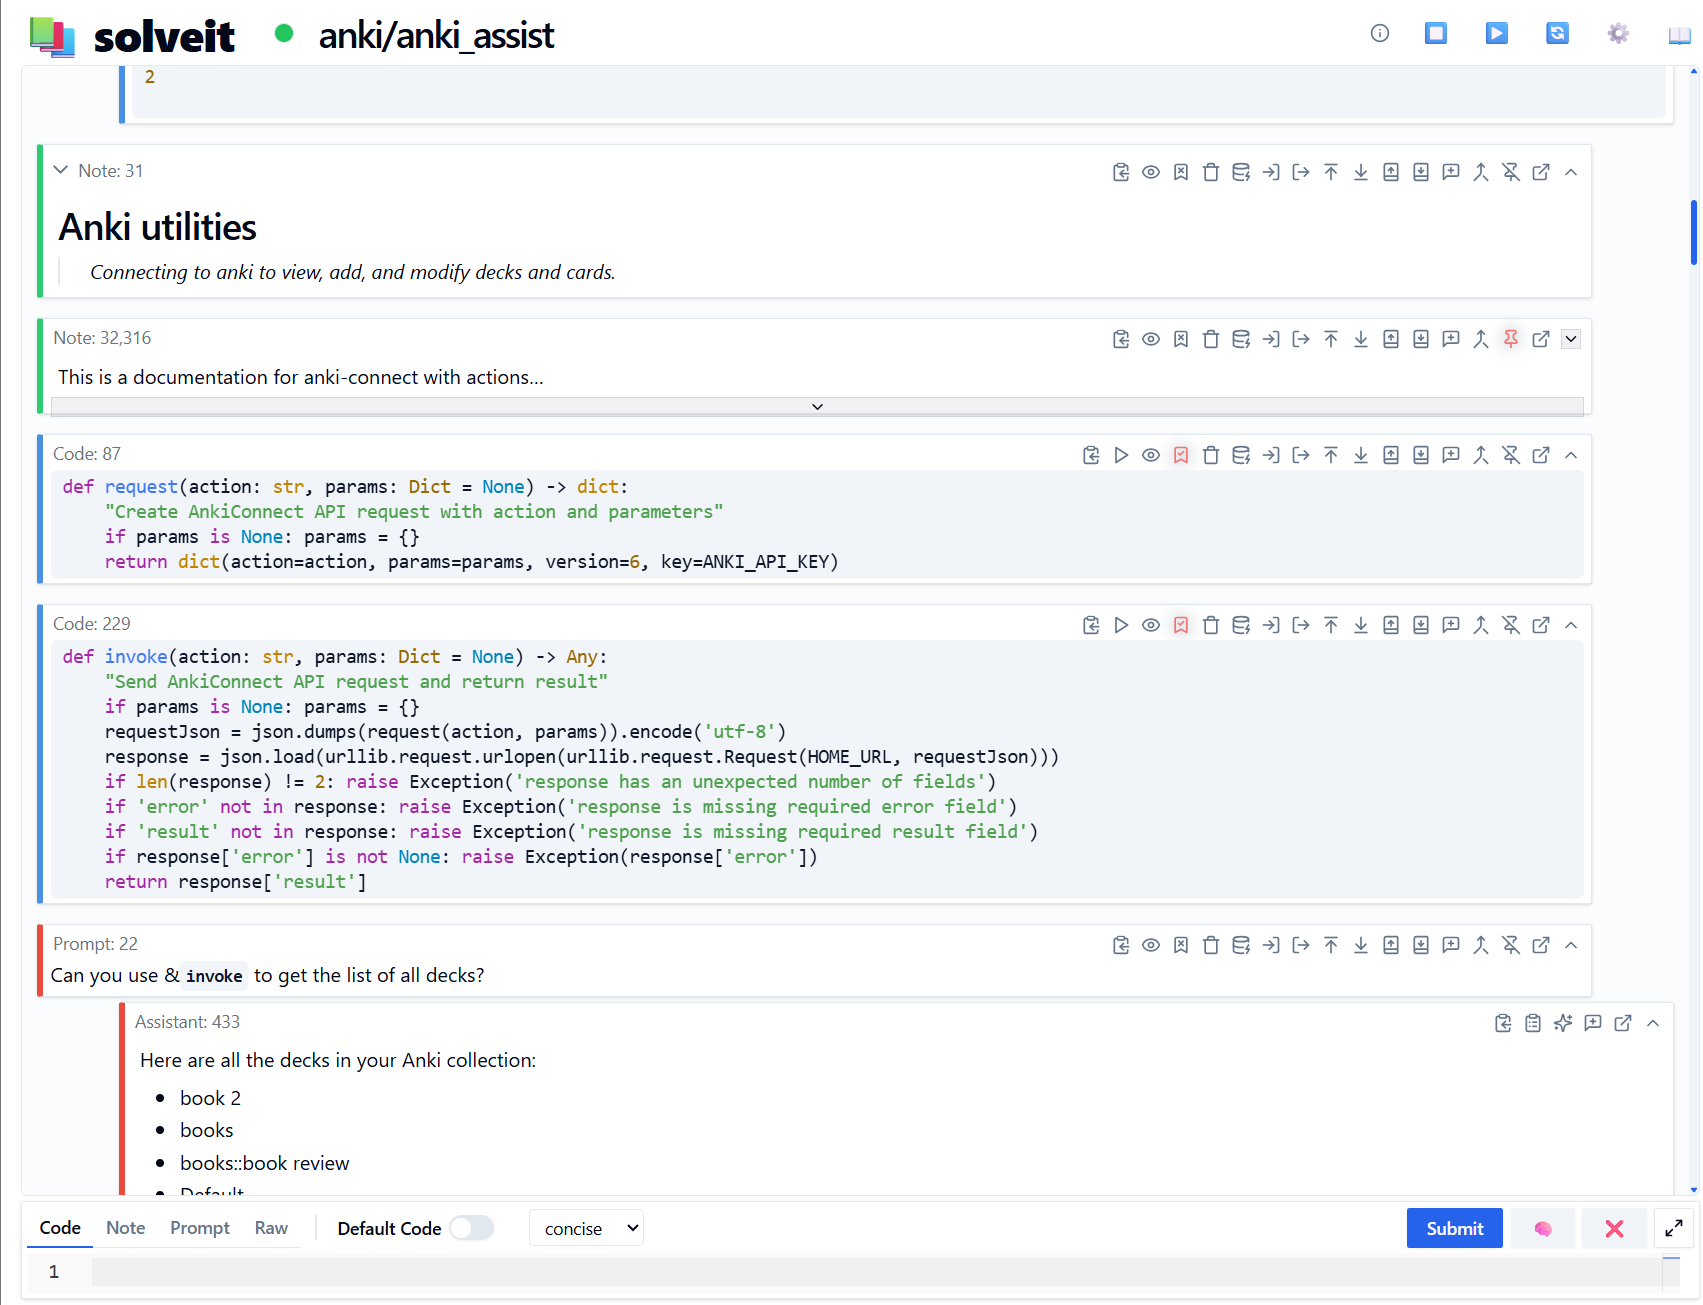 solveit
anki/anki_assist
2
Note: 31
Anki utilities
Connecting to anki to view, add, and modify decks and cards.
Note: 32,316
This is a documentation for anki-connect with actions...
Code: 87
def request(action: str, params: Dict = None) -> dict:
    "Create AnkiConnect API request with action and parameters"
    if params is None: params = {}
    return dict(action=action, params=params, version=6, key=ANKI_API_KEY)
Code: 229
def invoke(action: str, params: Dict = None) -> Any:
    "Send AnkiConnect API request and return result"
    if params is None: params = {}
    requestJson = json.dumps(request(action, params)).encode('utf-8')
    response = json.load(urllib.request.urlopen(urllib.request.Request(HOME_URL, requestJson)))
    if len(response) != 2: raise Exception('response has an unexpected number of fields')
    if 'error' not in response: raise Exception('response is missing required error field')
    if 'result' not in response: raise Exception('response is missing required result field')
    if response['error'] is not None: raise Exception(response['error'])
    return response['result']
Prompt: 22
Can you use & invoke to get the list of all decks?
Assistant: 433
Here are all the decks in your Anki collection:
book 2
books
books::book review
Default
Code Note Prompt Raw Default Code concise Submit
1